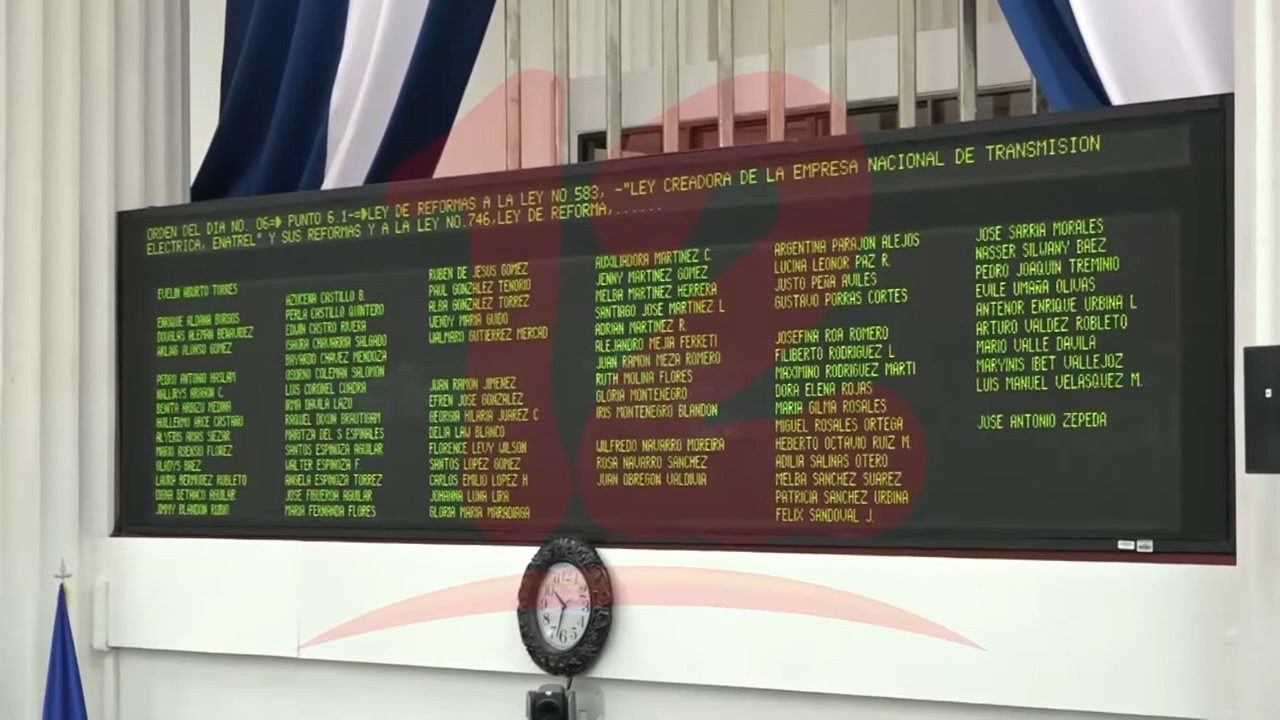 ORDEN DEL DIA NO. 06=> PUNTO 6.1-=>LEY DE REFORMAS A LA LEY NO.583, -"LEY CREADORA DE LA EMPRESA NACIONAL DE TRANSMISION
ELECTRICA, ENATREL" Y SUS REFORMAS Y A LA LEY NO.746,LEY DE REFORMA,......
EVELIN ABURTO TORRES
ENRIQUE ALDANA BURGOS
DOUGLAS ALEMAN BENAVIDEZ
ARLING ALONSO GOMEZ
PEDRO ANTONIO HASLAM
WALLIRYS ARAGON C.
BENITA ARBIZU MEDINA
GUILLERMO ARCE CASTAÑO
ALYERIS ARIAS SIEZAR
MARIO ASENSIO FLOREZ
GLADYS BAEZ
LAURA BERMUDEZ ROBLETO
DIGNA BETANCO AGUILAR
JIMMY BLANDON RUBIO
AZUCENA CASTILLO B.
PERLA CASTILLO QUINTERO
EDWIN CASTRO RIVERA
SAURA CHAVARRIA SALGADO
BAYARDO CHAVEZ MENDOZA
OSORNO COLEMAN SALOMON
LUIS CORONEL CUADRA
IRMA DAVILA LAZO
RAQUEL DIXON BRAUTIGAM
MARITZA DEL S ESPINALES
SANTOS ESPINOZA AGUILAR
WALTER ESPINOZA F.
ANGELA ESPINOZA TORREZ
JOSE FIGUEROA AGUILAR
MARIA FERNANDA FLORES
RUBEN DE JESUS GOMEZ
PAUL GONZALEZ TENORIO
ALBA GONZALEZ TORREZ
WENDY MARIA GUIDO
WALMARO GUTIERREZ MERCAD
JUAN RAMON JIMENEZ
EFREN JOSE GONZALEZ
GEORGIA HILARIA JUAREZ C
DELIA LAW BLANCO
FLORENCE LEVY WILSON
SANTOS LOPEZ GOMEZ
CARLOS EMILIO LOPEZ H
JOHANNA LUNA LIRA
GLORIA MARIA MARADIAGA
AUXILIADORA MARTINEZ C.
JENNY MARTINEZ GOMEZ
MELBA MARTINEZ HERRERA
SANTIAGO JOSE MARTINEZ L
ADRIAN MARTINEZ R.
ALEJANDRO MEJIA FERRETI
JUAN RAMON MEZA ROMERO
RUTH MOLINA FLORES
GLORIA MONTENEGRO
IRIS MONTENEGRO BLANDON
WILFREDO NAVARRO MOREIRA
ROSA NAVARRO SANCHEZ
JUAN OBREGON VALDIVIA
ARGENTINA PARAJON ALEJOS
LUCINA LEONOR PAZ R.
JUSTO PEÑA AVILES
GUSTAVO PORRAS CORTES
JOSEFINA ROA ROMERO
FILIBERTO RODRIGUEZ L
MAXIMINO RODRIGUEZ MARTI
DORA ELENA ROJAS
MARIA GILMA ROSALES
MIGUEL ROSALES ORTEGA
HEBERTO OCTAVIO RUIZ M.
ADILIA SALINAS OTERO
MELBA SANCHEZ SUAREZ
PATRICIA SANCHEZ URBINA
FELIX SANDOVAL J.
JOSE SARRIA MORALES
NASSER SILWANY BAEZ
PEDRO JOAQUIN TREMINIO
EVILE UMAÑA OLIVAS
ANTENOR ENRIQUE URBINA L
ARTURO VALDEZ ROBLETO
MARIO VALLE DAVILA
MARYINIS IBET VALLEJOZ
LUIS MANUEL VELASQUEZ M.
JOSE ANTONIO ZEPEDA
12